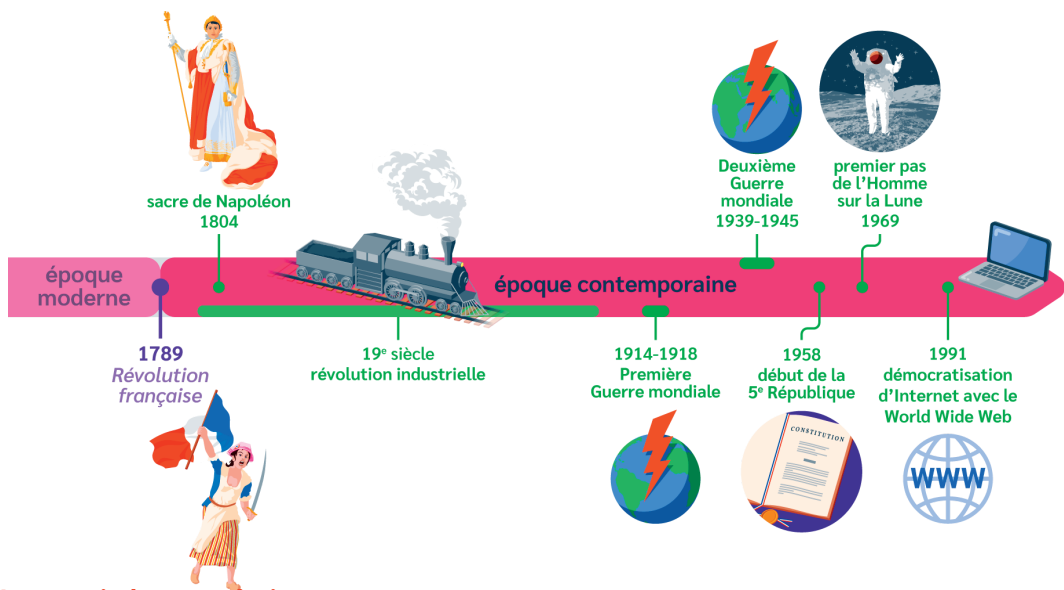 sacre de Napoléon
1804
Deuxième
Guerre
mondiale
1939-1945
premier pas
de l'Homme
sur la Lune
1969
époque
moderne
époque contemporaine
1789
Révolution
française
19e siècle
révolution industrielle
1914-1918
Première
Guerre mondiale
1958
début de la
5e République
1991
démocratisation
d'Internet avec le
World Wide Web
CONSTITUTION
WWW